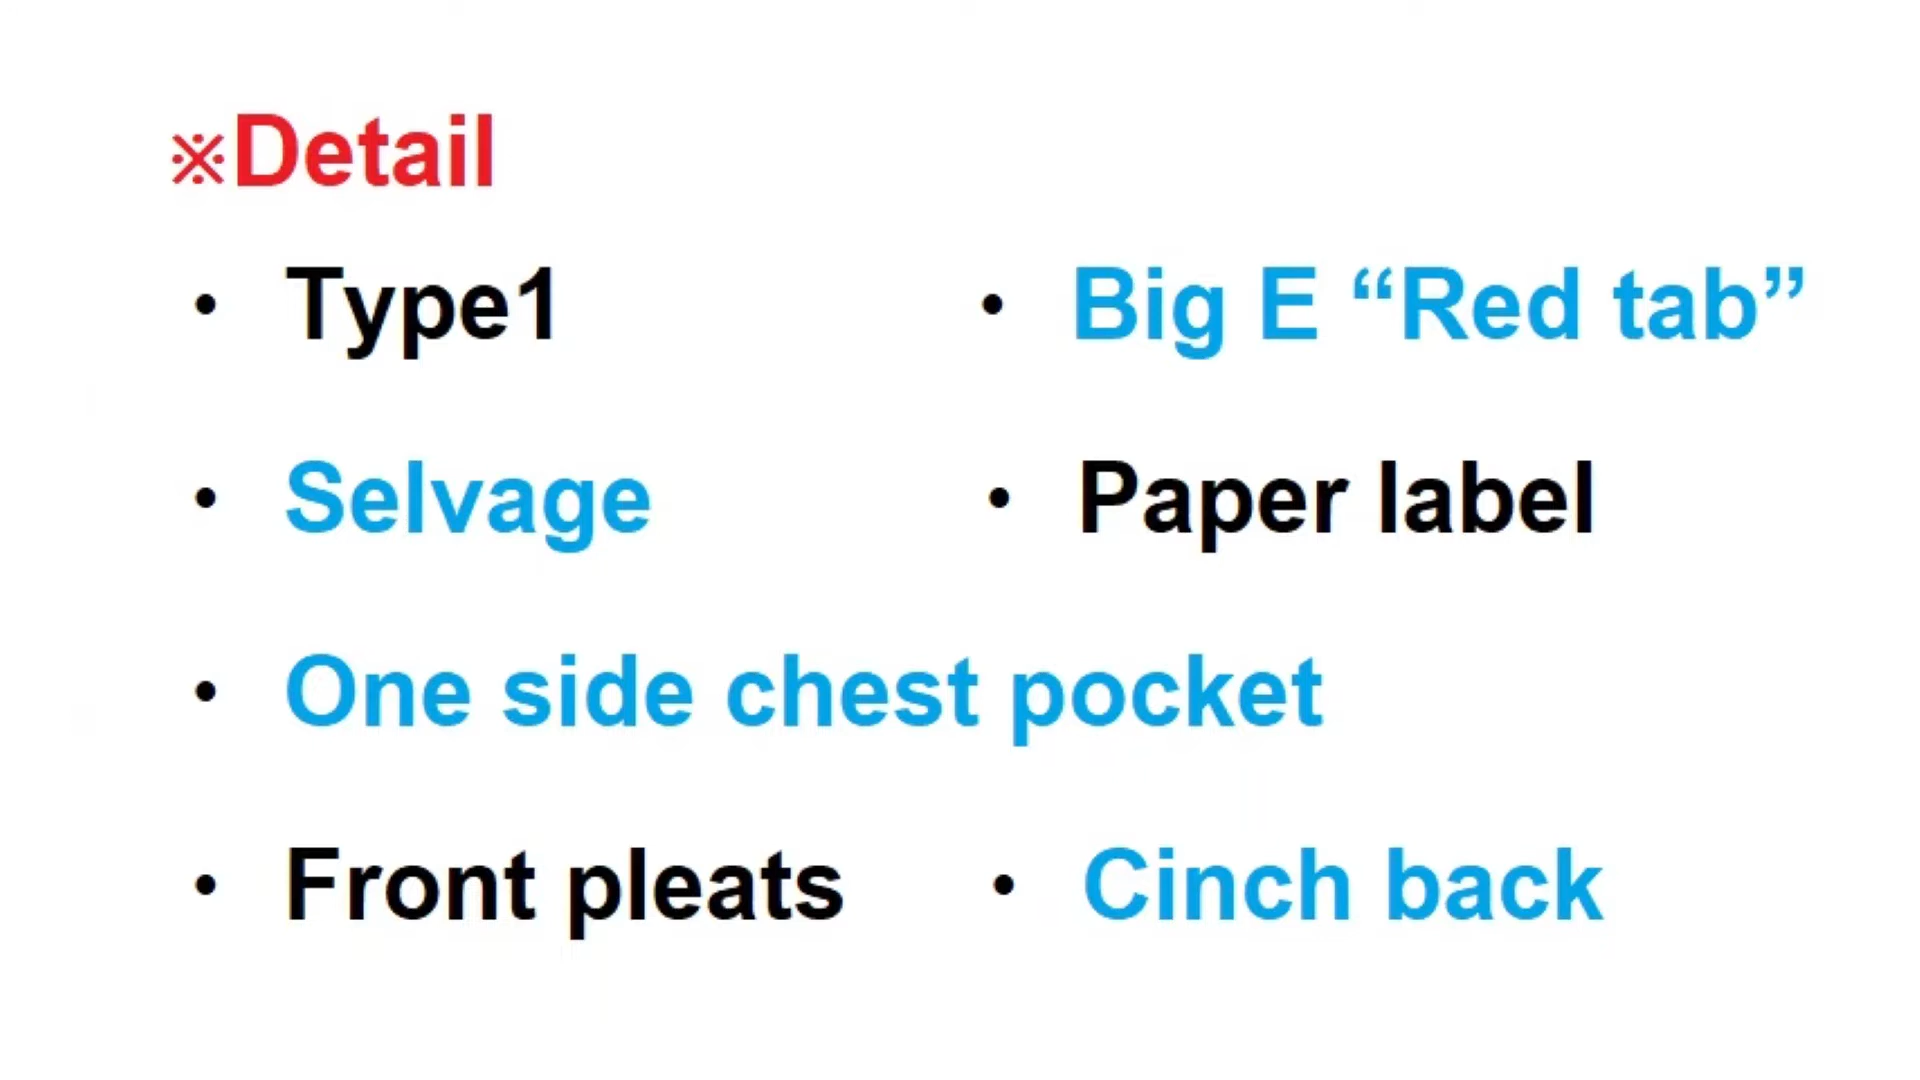 ※Detail
・ Type1 ・ Big E “Red tab”
・ Selvage ・ Paper label
・ One side chest pocket
・ Front pleats ・ Cinch back